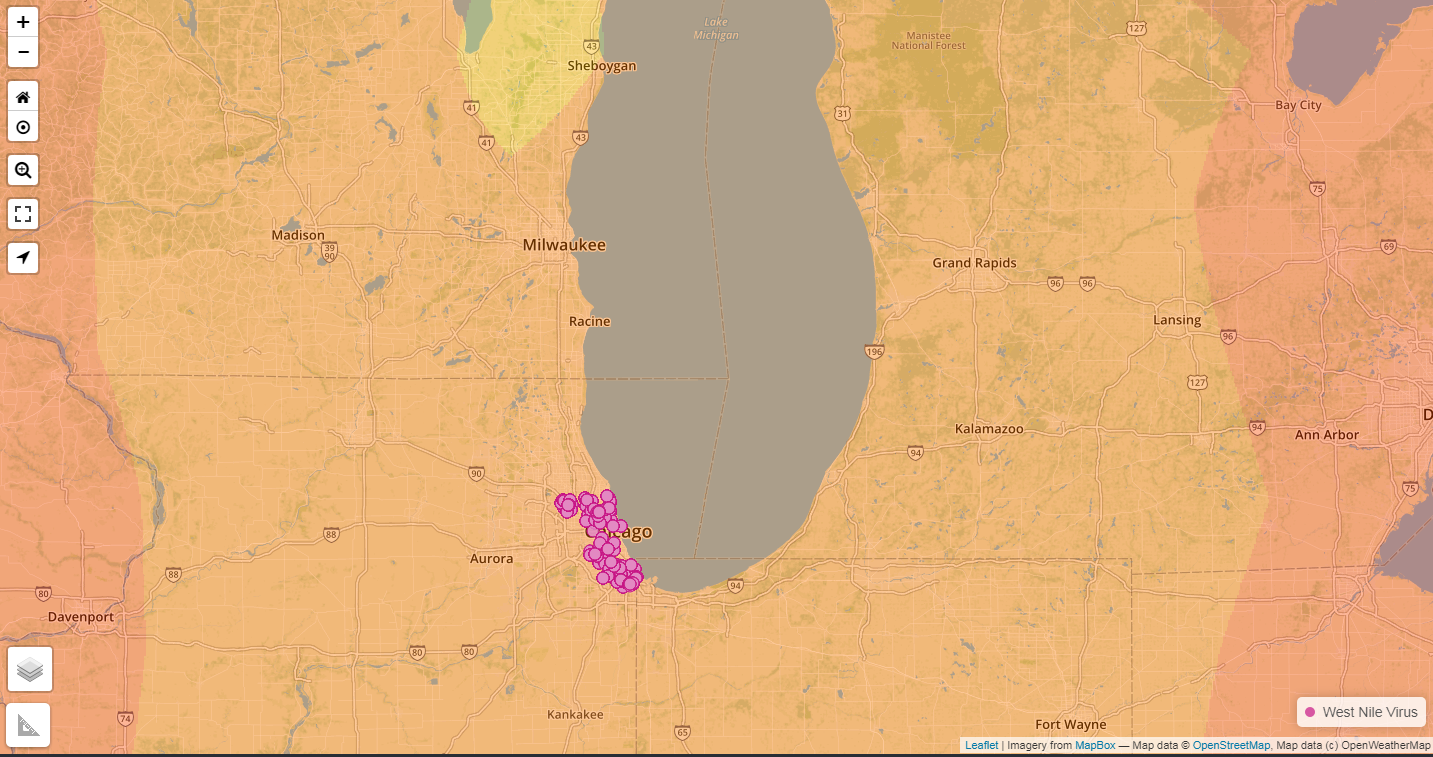 +
−
Lake
Michigan
Manistee
National Forest
127
43
Sheboygan
41
31
Bay City
41
43
75
Madison
39
90
Milwaukee
69
Grand Rapids
96
96
Racine
Lansing
96
196
127
Kalamazoo
94
94
Ann Arbor
D
90
94
75
Chicago
88
Aurora
88
94
80
Davenport
80
80
74
Kankakee
65
Fort Wayne
West Nile Virus
Leaflet | Imagery from MapBox — Map data © OpenStreetMap, Map data (c) OpenWeatherMap